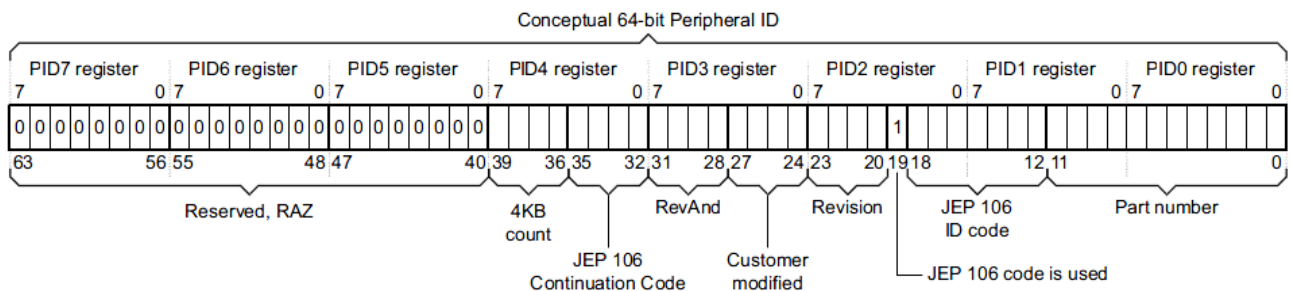 Conceptual 64-bit Peripheral ID
PID7 register PID6 register PID5 register PID4 register PID3 register PID2 register PID1 register PID0 register
7 0 7 0 7 0 7 0 7 0 7 0 7 0 7 0
0 0 0 0 0 0 0 0 0 0 0 0 0 0 0 0 0 0 0 0 0 0 0 0 1
63 56 55 48 47 40 39 36 35 32 31 28 27 24 23 20 19 18 12 11 0
Reserved, RAZ 4KB RevAnd Revision JEP 106 Part number
count ID code
JEP 106 Customer JEP 106 code is used
Continuation Code modified